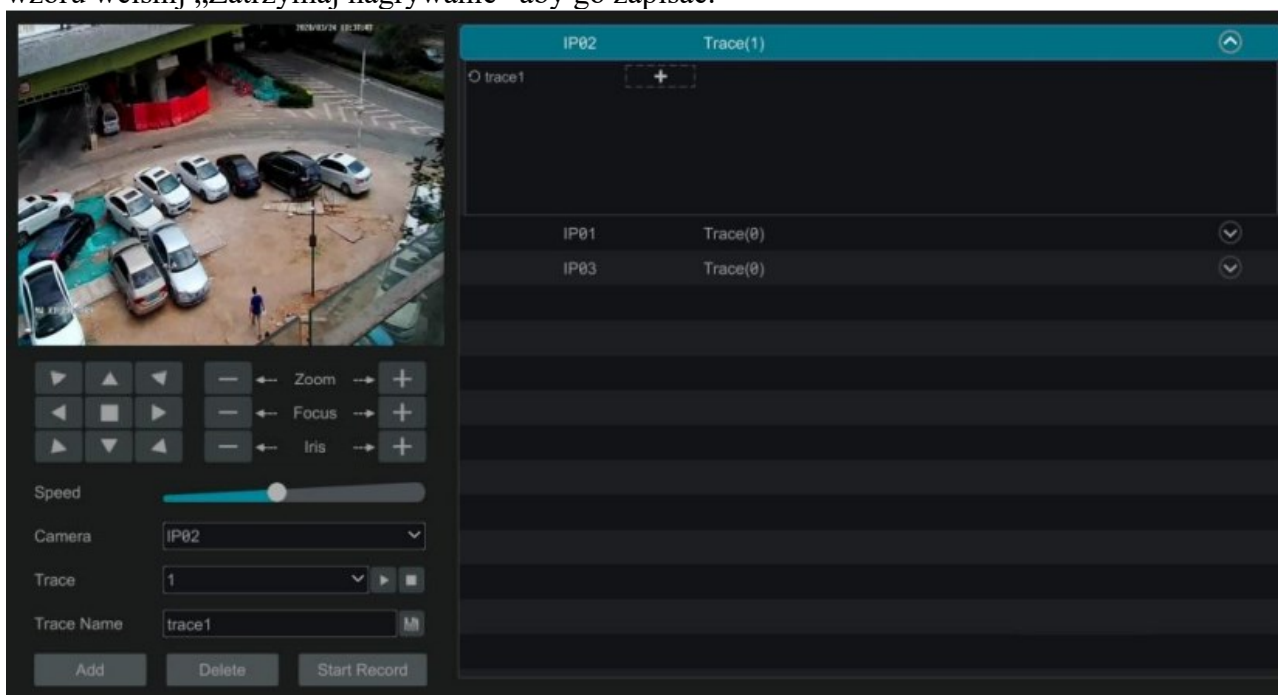 wzoru wciśnij „Zatrzymaj nagrywanie" aby go zapisać.
IP02 Trace(1)
trace1 +
IP01 Trace(0)
IP03 Trace(0)
Zoom
Focus
Iris
Speed
Camera IP02
Trace 1
Trace Name trace1
Add Delete Start Record